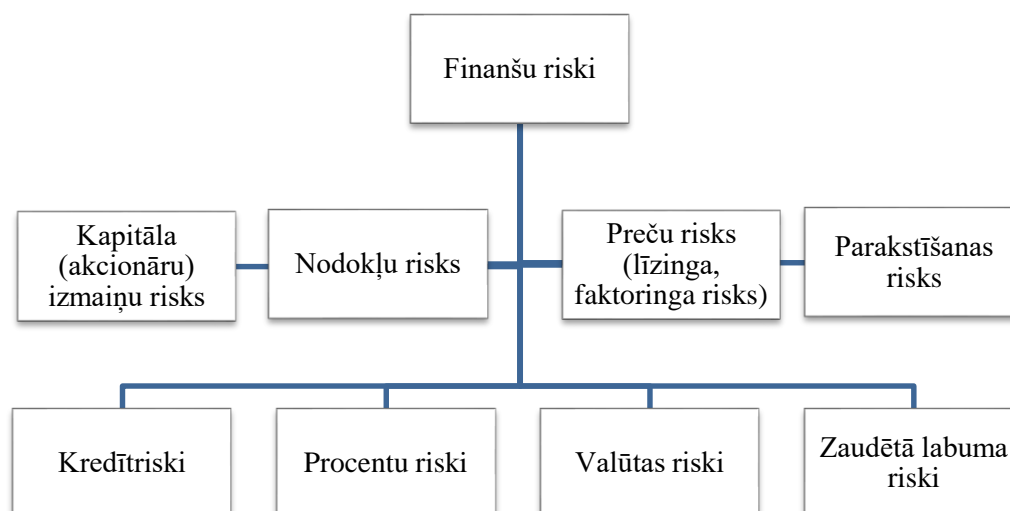 Finanšu riski
Kapitāla
(akcionāru)
izmaiņu risks
Nodokļu risks
Preču risks
(līzinga,
faktoringa risks)
Parakstīšanas
risks
Kredītriski
Procentu riski
Valūtas riski
Zaudētā labuma
riski